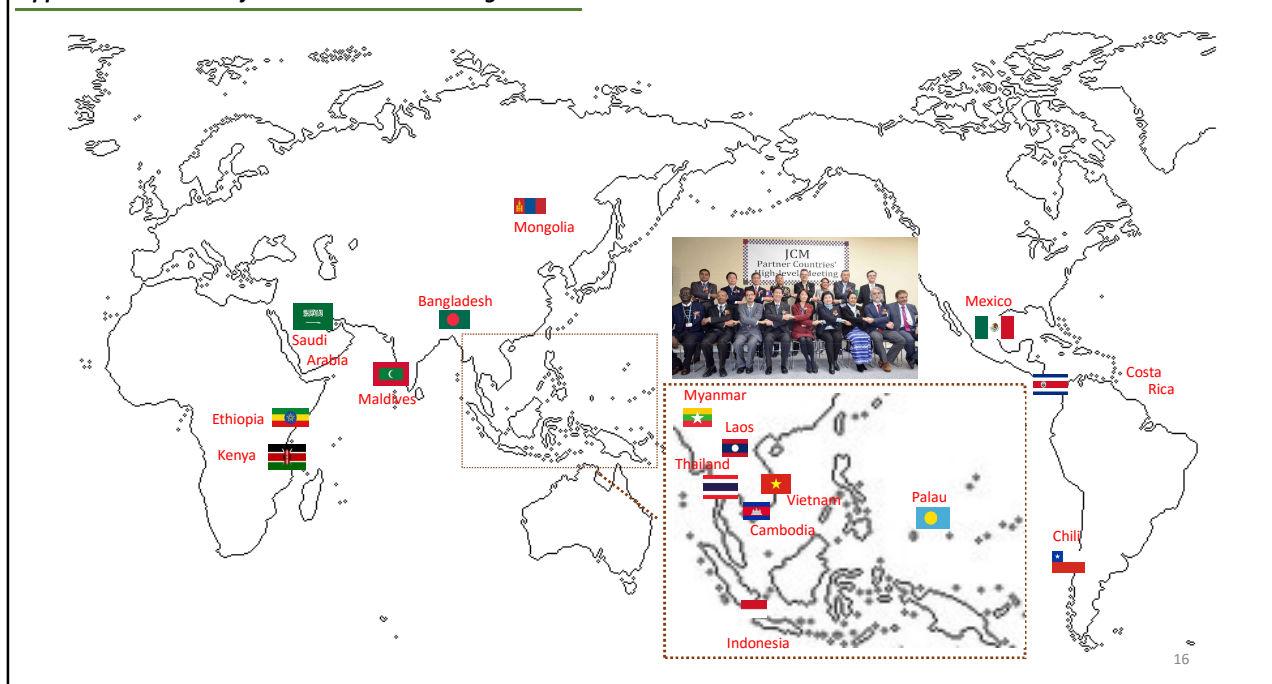 Mongolia
JCM
Partner Countries'
High-level Meeting
Bangladesh
Mexico
Saudi
Arabia
Maldives
Costa
Rica
Myanmar
Ethiopia
Laos
Kenya
Thailand
Vietnam
Palau
Cambodia
Chili
Indonesia
16